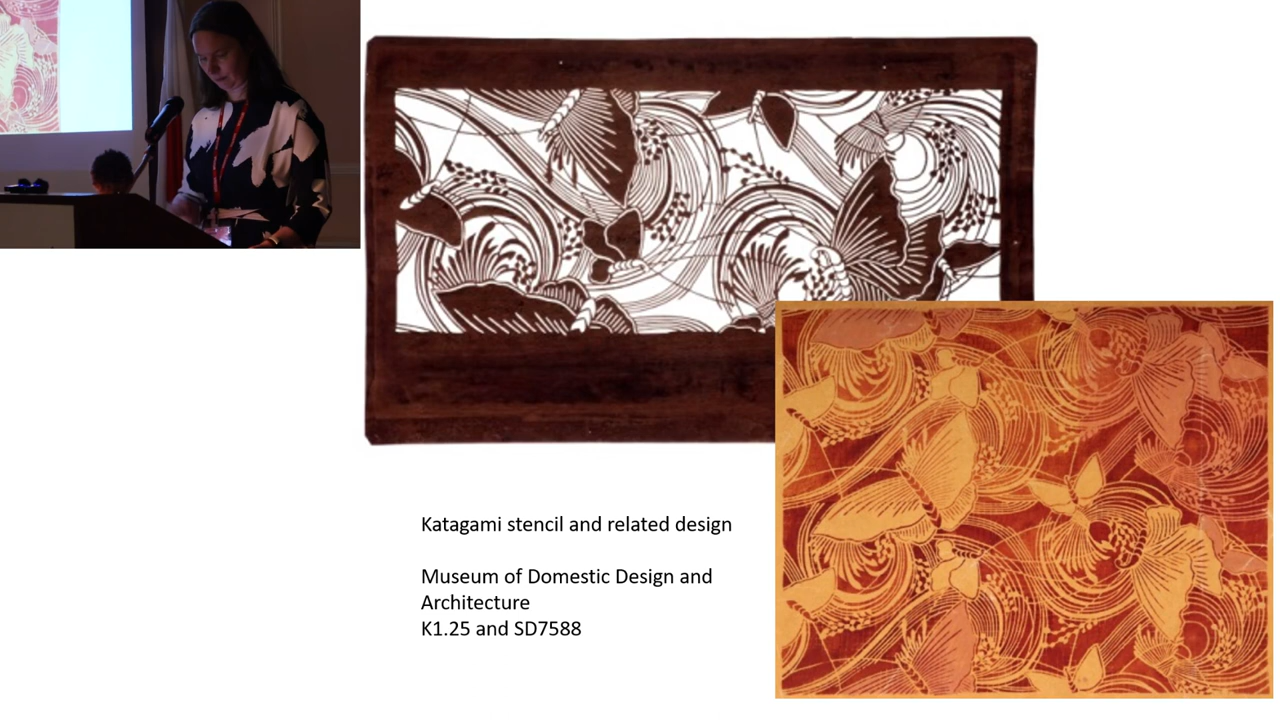 Katagami stencil and related design
Museum of Domestic Design and
Architecture
K1.25 and SD7588